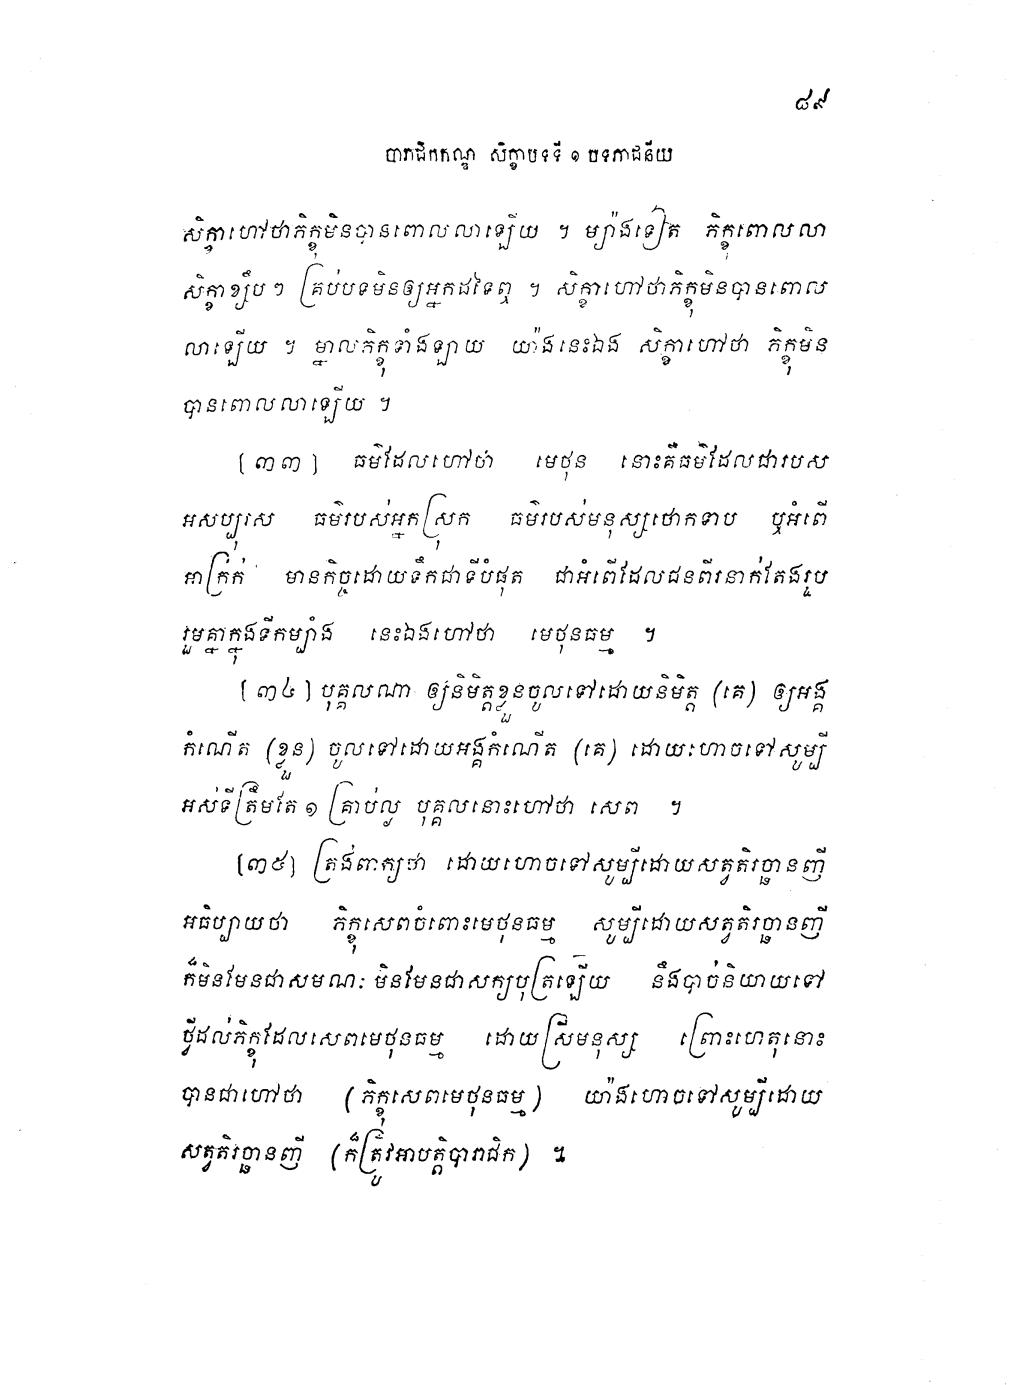 ៨៩
បារាជិកកណ្ឌ សិក្ខាបទទី ១ បទភាជនីយ
សិក្ខាហៅថាភិក្ខុមិនបានពោលលាឡើយ ។ ម្យ៉ាងទៀត ភិក្ខុពោលលា
សិក្ខាខ្សឹប ៗ គ្រប់បទមិនឲ្យអ្នកដទៃឮ ។ សិក្ខាហៅថាភិក្ខុមិនបានពោល
លាឡើយ ។ ម្នាលភិក្ខុទាំងឡាយ យ៉ាងនេះឯង សិក្ខាហៅថា ភិក្ខុមិន
បានពោលលាឡើយ ។
[៣៣] ធម៌ដែលហៅថា មេថុន នោះគឺធម៌ដែលជារបស
អសប្បុរស ធម៌របស់អ្នកស្រុក ធម៌របស់មនុស្សថោកទាប ឬអំពើ
អាក្រក់ មានកិច្ចដោយទឹកជាទីបំផុត ជាអំពើដែលជនពីរនាក់តែងរួប
រួមគ្នាក្នុងទីកម្បាំង នេះឯងហៅថា មេថុនធម្ម ។
[៣៤] បុគ្គលណា ឲ្យនិមិត្តខ្លួនចូលទៅដោយនិមិត្ត (គេ) ឲ្យអង្គ
កំណើត (ខ្លួន) ចូលទៅដោយអង្គកំណើត (គេ) ដោយហោចទៅសូម្បី
អស់ទីត្រឹមតែ ១ គ្រាប់ល្ង បុគ្គលនោះហៅថា សេព ។
[៣៥] ត្រង់ពាក្យថា ដោយហោចទៅសូម្បីដោយសត្វតិរច្ឆានញី
អធិប្បាយថា ភិក្ខុសេពចំពោះមេថុនធម្ម សូម្បីដោយសត្វតិរច្ឆានញី
ក៏មិនមែនជាសមណៈ មិនមែនជាសក្យបុត្រឡើយ នឹងបាច់និយាយទៅ
ថ្វីដល់ភិក្ខុដែលសេពមេថុនធម្ម ដោយស្រីមនុស្ស ព្រោះហេតុនោះ
បានជាហៅថា (ភិក្ខុសេពមេថុនធម្ម) យ៉ាងហោចទៅសូម្បីដោយ
សត្វតិរច្ឆានញី (ក៏ត្រូវអាបត្តិបារាជិក) ៕